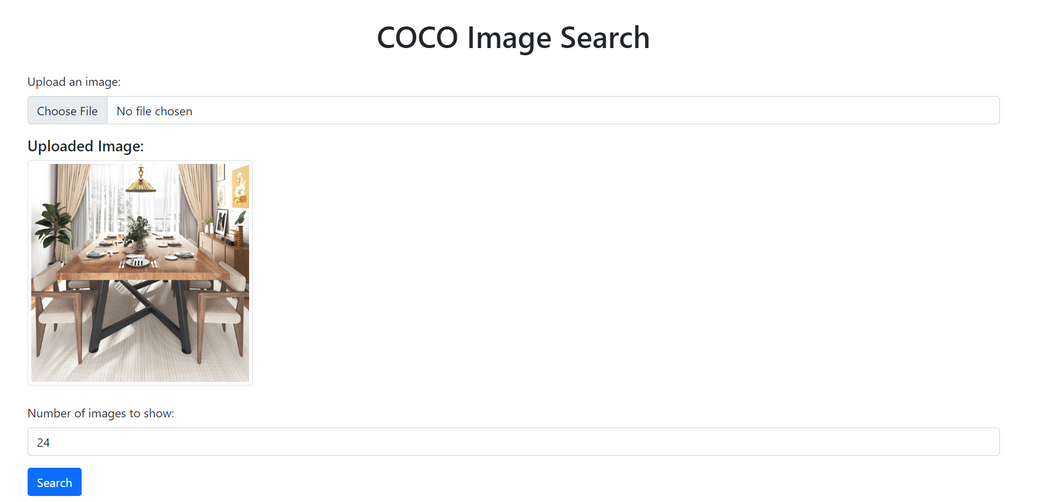 COCO Image Search
Upload an image:
Choose File No file chosen
Uploaded Image:
Number of images to show:
24
Search